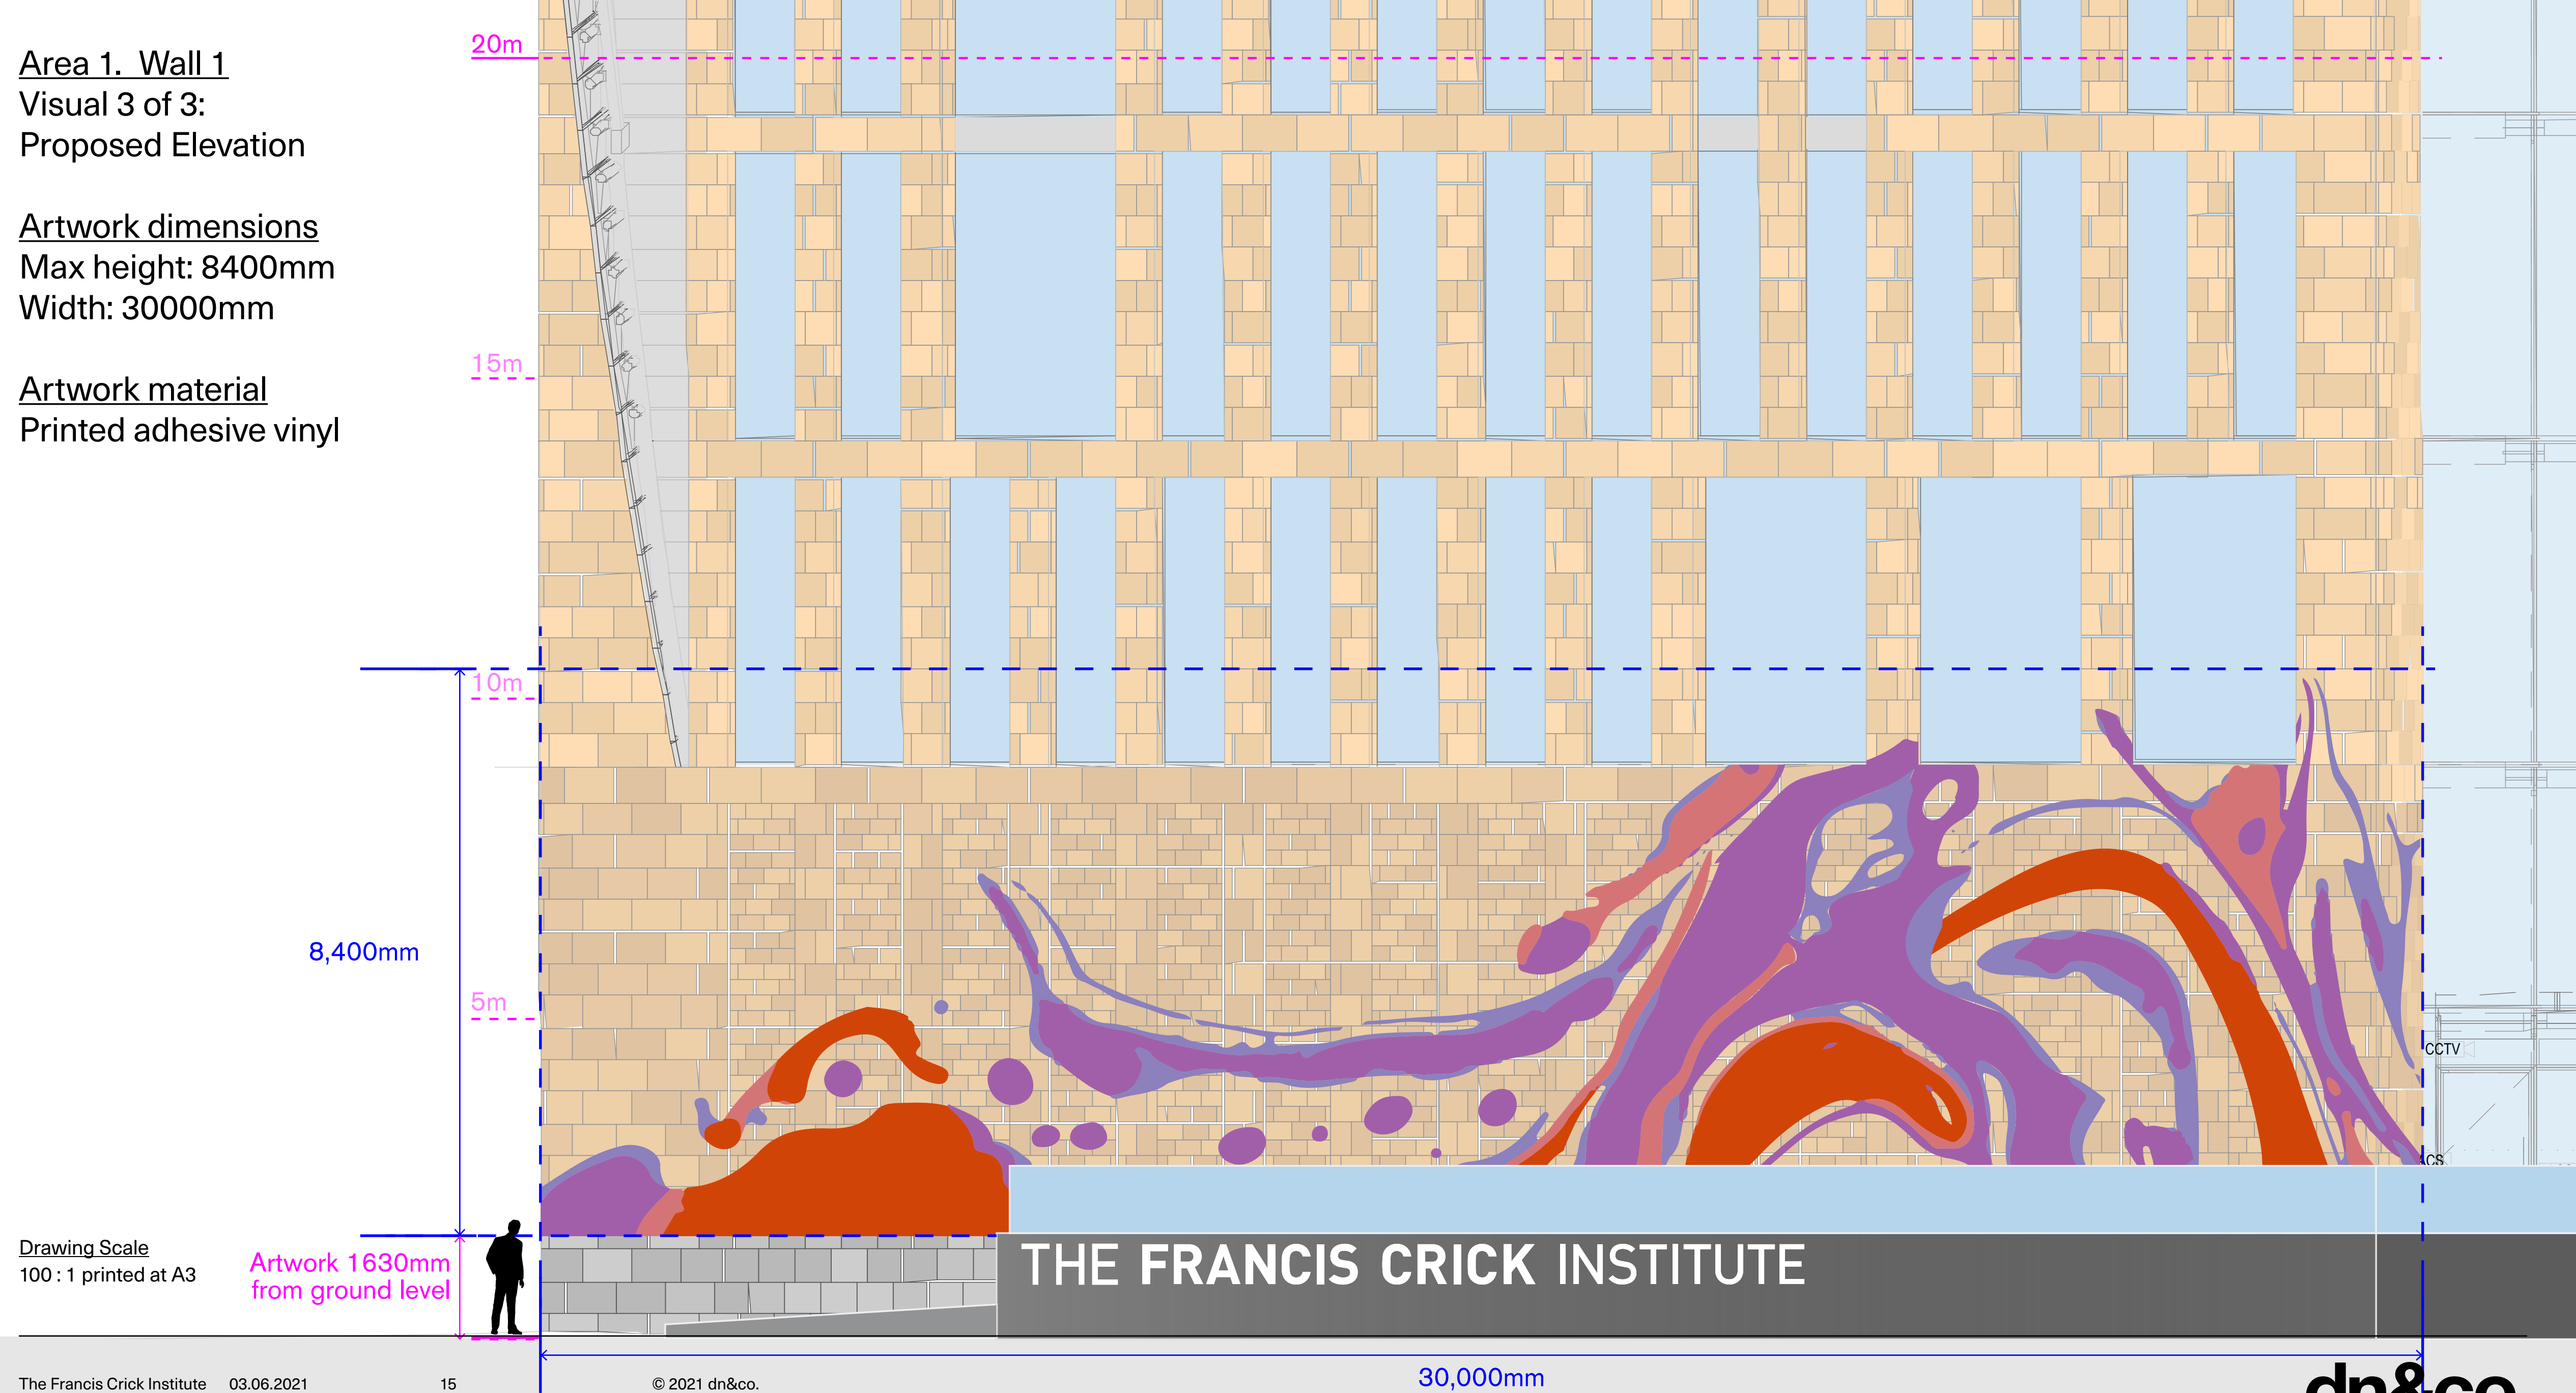 Area 1.  Wall 1
Visual 3 of 3:
Proposed Elevation
Artwork dimensions
Max height: 8400mm
Width: 30000mm
Artwork material
Printed adhesive vinyl
20m
15m
10m
5m
8,400mm
Artwork 1630mm
from ground level
Drawing Scale
100 : 1 printed at A3
CCTV
CS
THE FRANCIS CRICK INSTITUTE
30,000mm
The Francis Crick Institute 03.06.2021 15 © 2021 dn&co.
dn&co